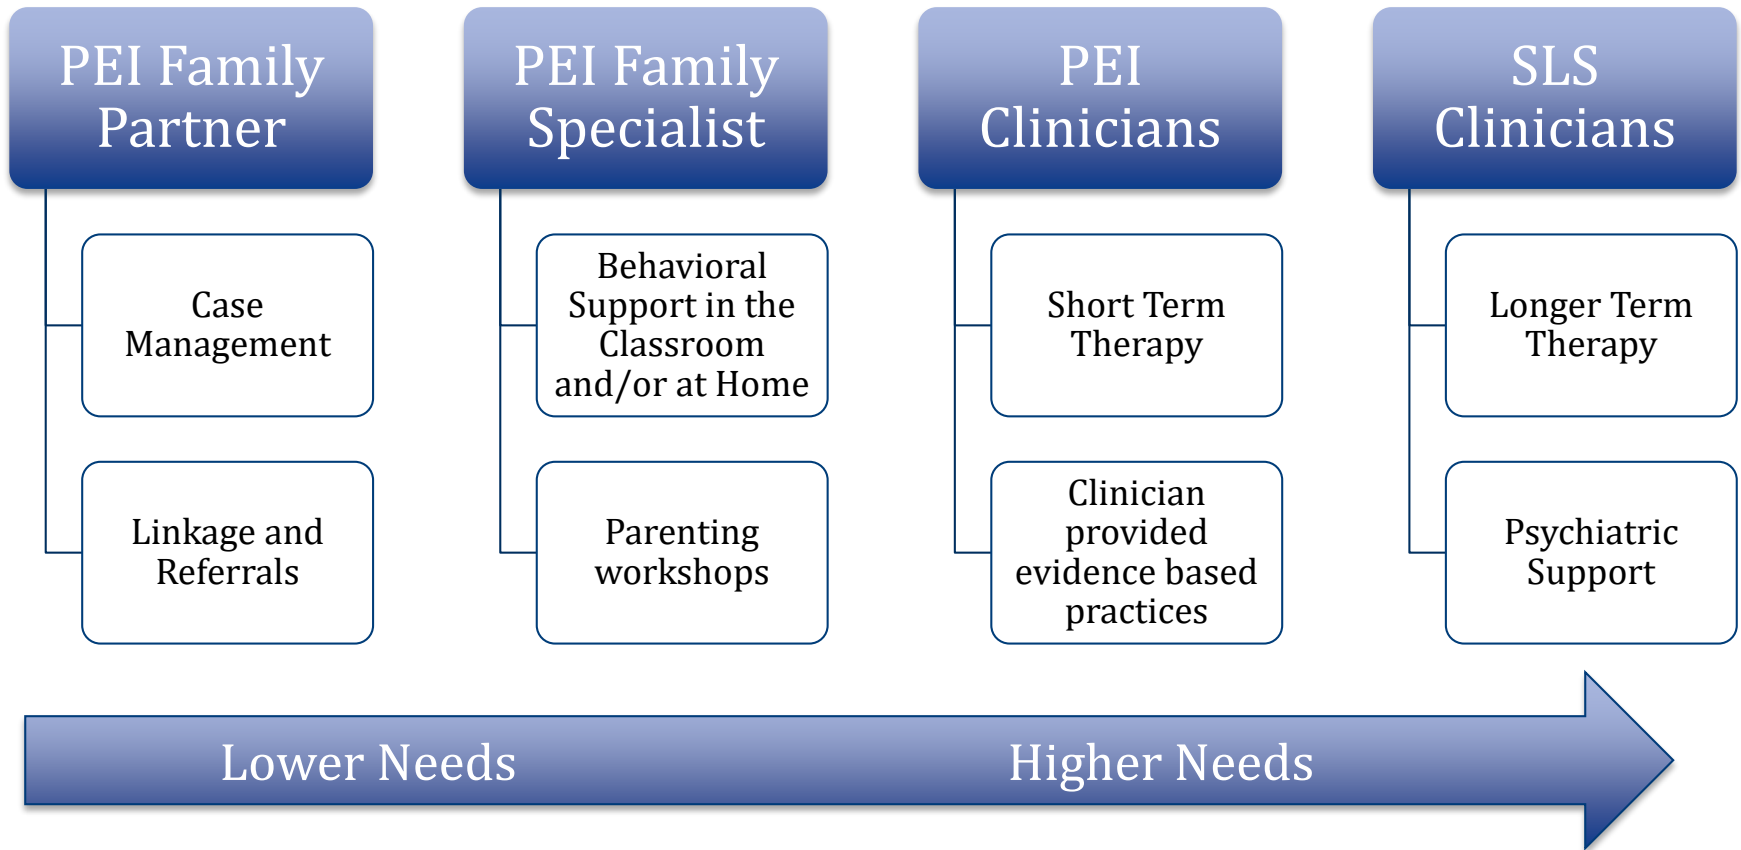 PEI Family
Partner
Case
Management
Linkage and
Referrals
PEI Family
Specialist
Behavioral
Support in the
Classroom
and/or at Home
Parenting
workshops
PEI
Clinicians
Short Term
Therapy
Clinician
provided
evidence based
practices
SLS
Clinicians
Longer Term
Therapy
Psychiatric
Support
Lower Needs
Higher Needs